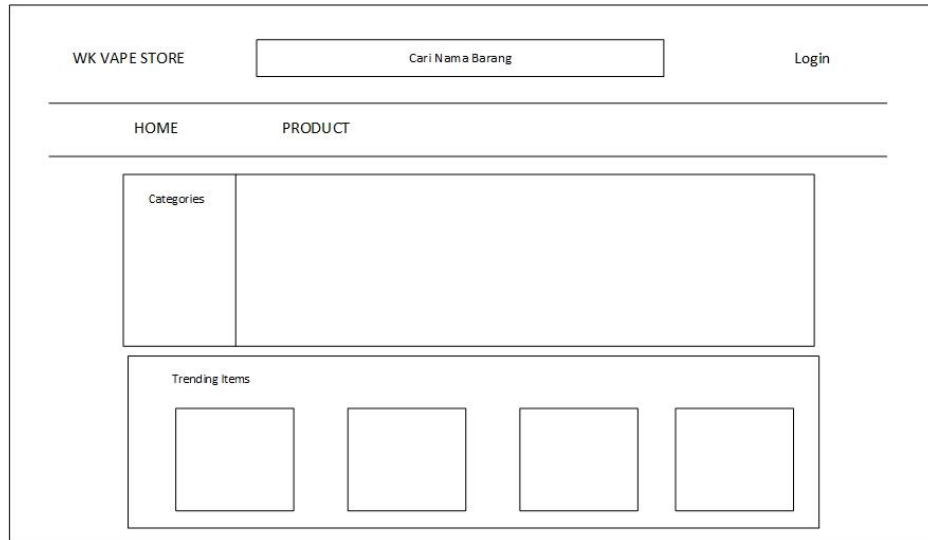 WK VAPE STORE
Cari Nama Barang
Login
HOME
PRODUCT
Categories
Trending Items